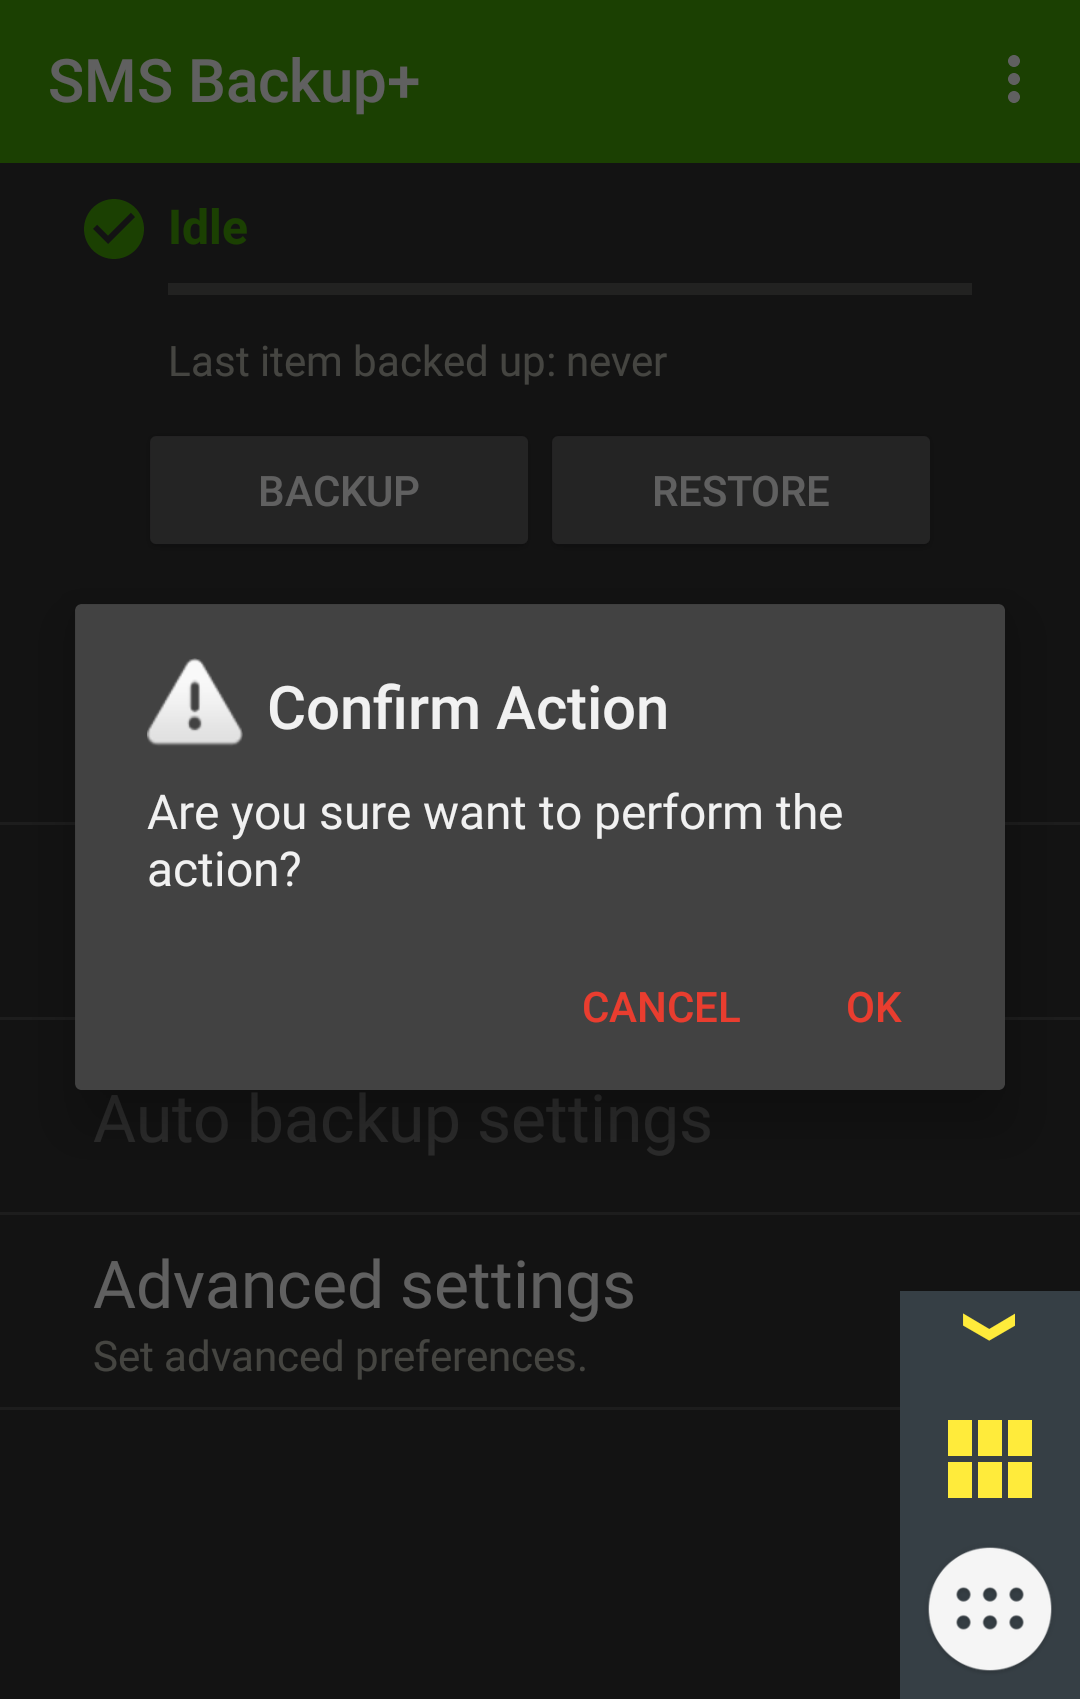 SMS Backup+
Idle
Last item backed up: never
BACKUP
RESTORE
Confirm Action
Are you sure want to perform the
action?
CANCEL
OK
Auto backup settings
Advanced settings
Set advanced preferences.